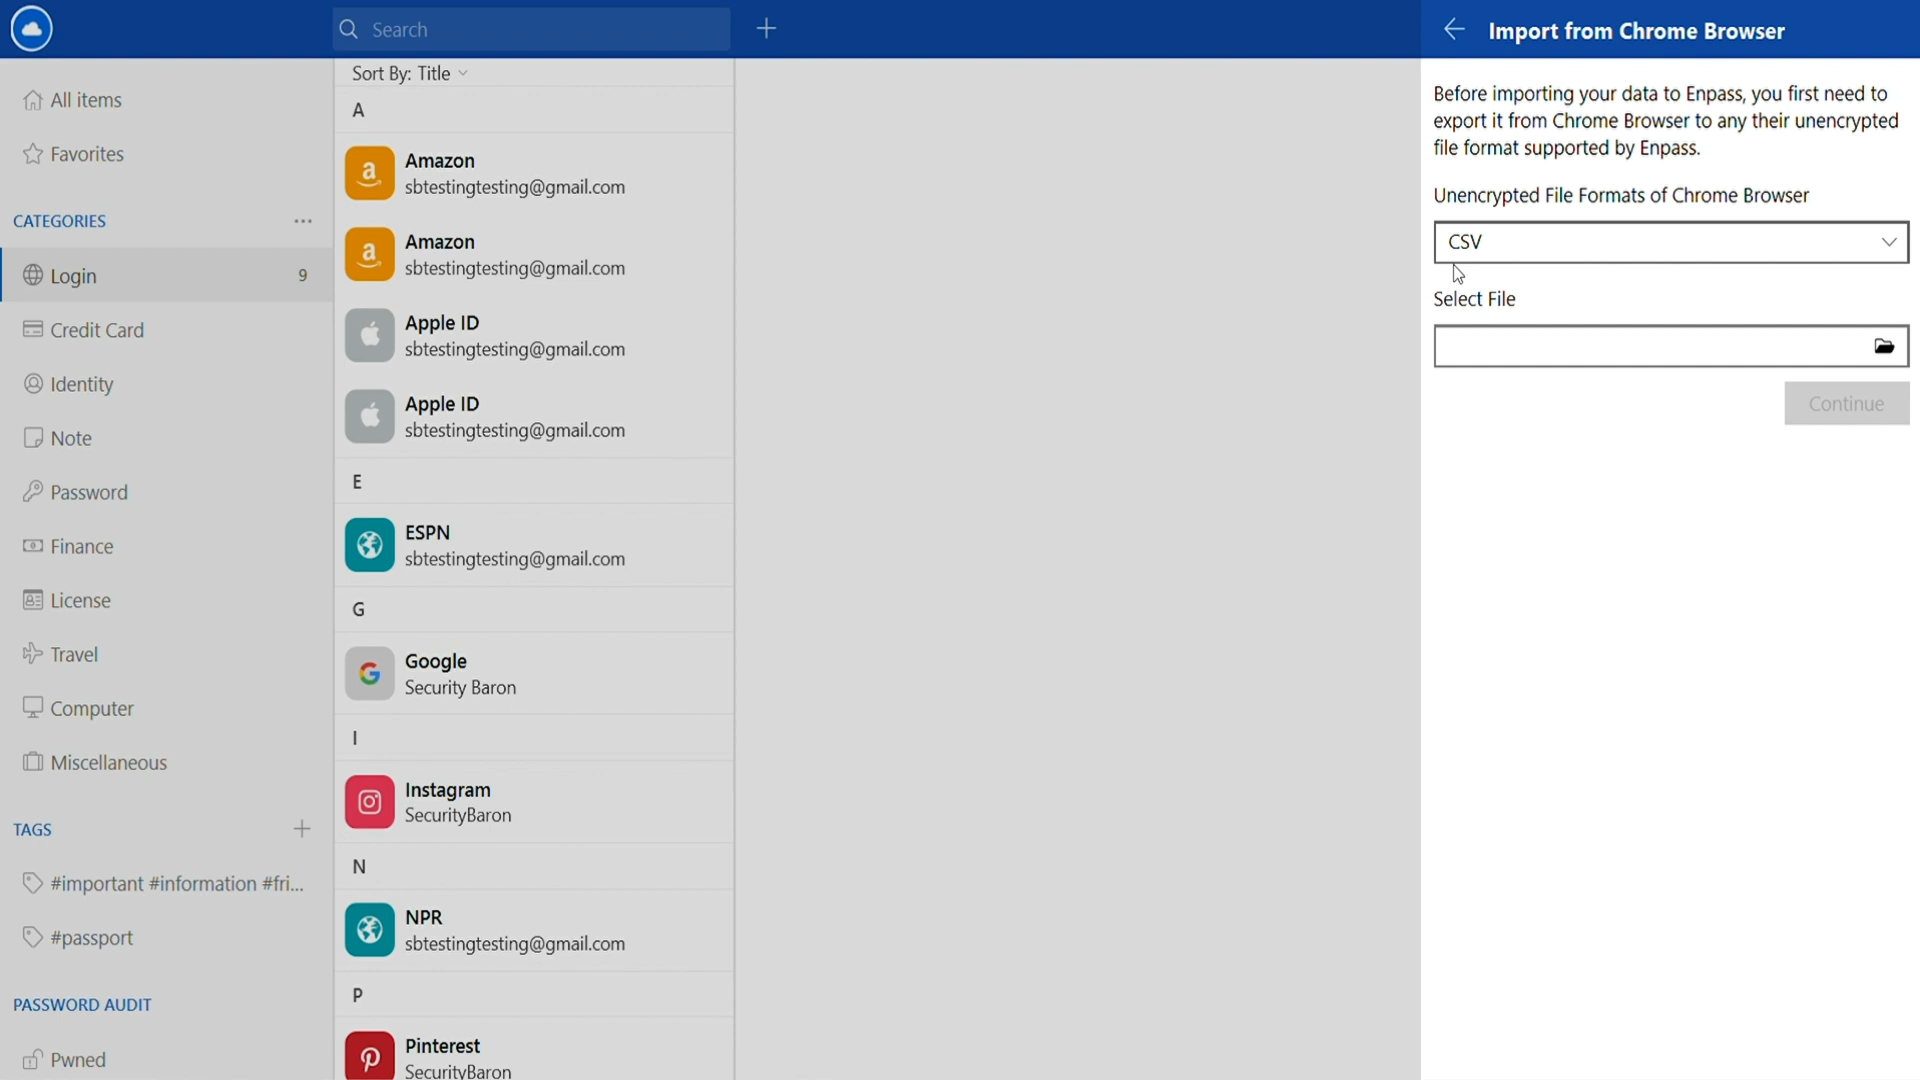 Search
Import from Chrome Browser
All items
Favorites
CATEGORIES
Login 9
Credit Card
Identity
Note
Password
Finance
License
Travel
Computer
Miscellaneous
TAGS
#important #information #fri...
#passport
PASSWORD AUDIT
Pwned
Sort By: Title
A
Amazon
sbtestingtesting@gmail.com
Amazon
sbtestingtesting@gmail.com
Apple ID
sbtestingtesting@gmail.com
Apple ID
sbtestingtesting@gmail.com
E
ESPN
sbtestingtesting@gmail.com
G
Google
Security Baron
I
Instagram
SecurityBaron
N
NPR
sbtestingtesting@gmail.com
P
Pinterest
SecurityBaron
Before importing your data to Enpass, you first need to
export it from Chrome Browser to any their unencrypted
file format supported by Enpass.
Unencrypted File Formats of Chrome Browser
CSV
Select File
Continue